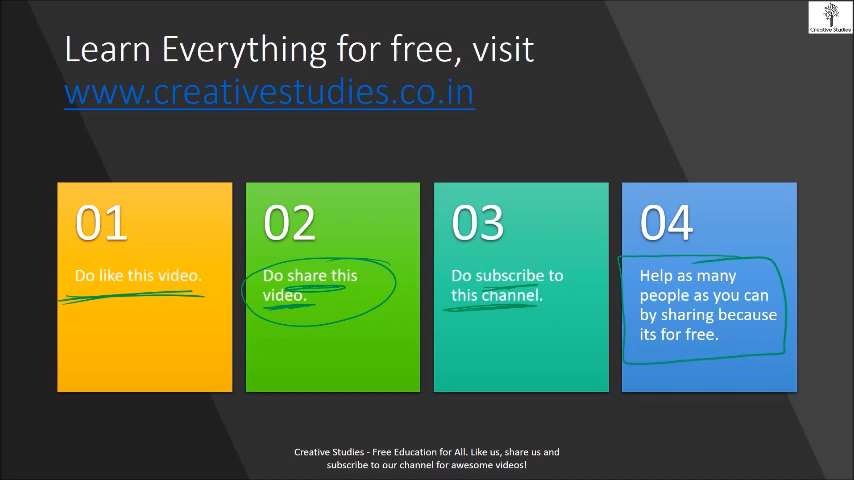 Creative Studies
Learn Everything for free, visit
www.creativestudies.co.in
01
Do like this video.
02
Do share this
video.
03
Do subscribe to
this channel.
04
Help as many
people as you can
by sharing because
its for free.
Creative Studies - Free Education for All. Like us, share us and
subscribe to our channel for awesome videos!